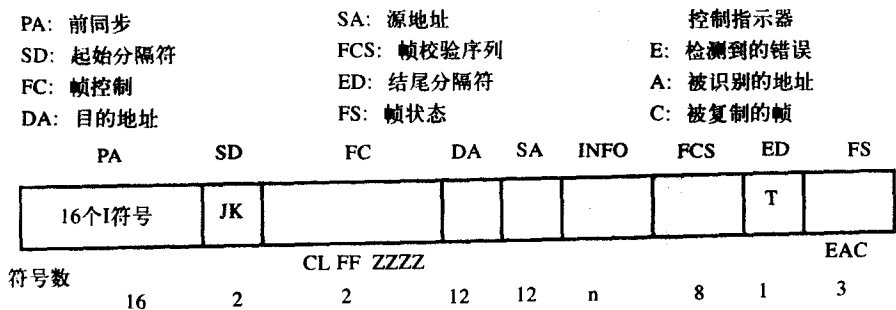 PA: 前同步 SA: 源地址 控制指示器
SD: 起始分隔符 FCS: 帧校验序列 E: 检测到的错误
FC: 帧控制 ED: 结尾分隔符 A: 被识别的地址
DA: 目的地址 FS: 帧状态 C: 被复制的帧
PA SD FC DA SA INFO FCS ED FS
16个I符号 JK T
CL FF ZZZZ EAC
符号数
16 2 2 12 12 n 8 1 3